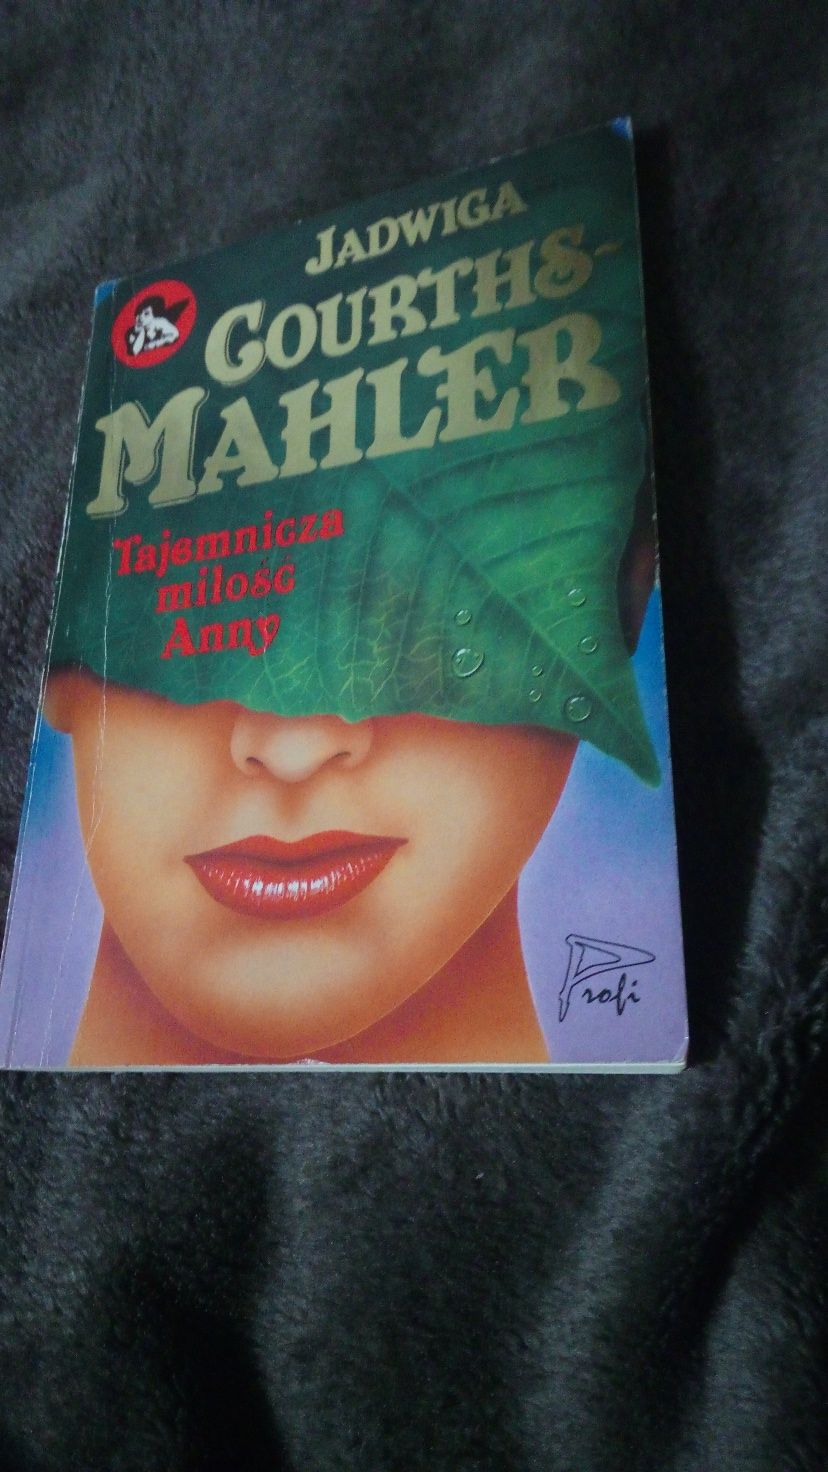 JADWIGA
COURTHS-
MAHLER
Tajemnicza
miłość
Anny
Profi